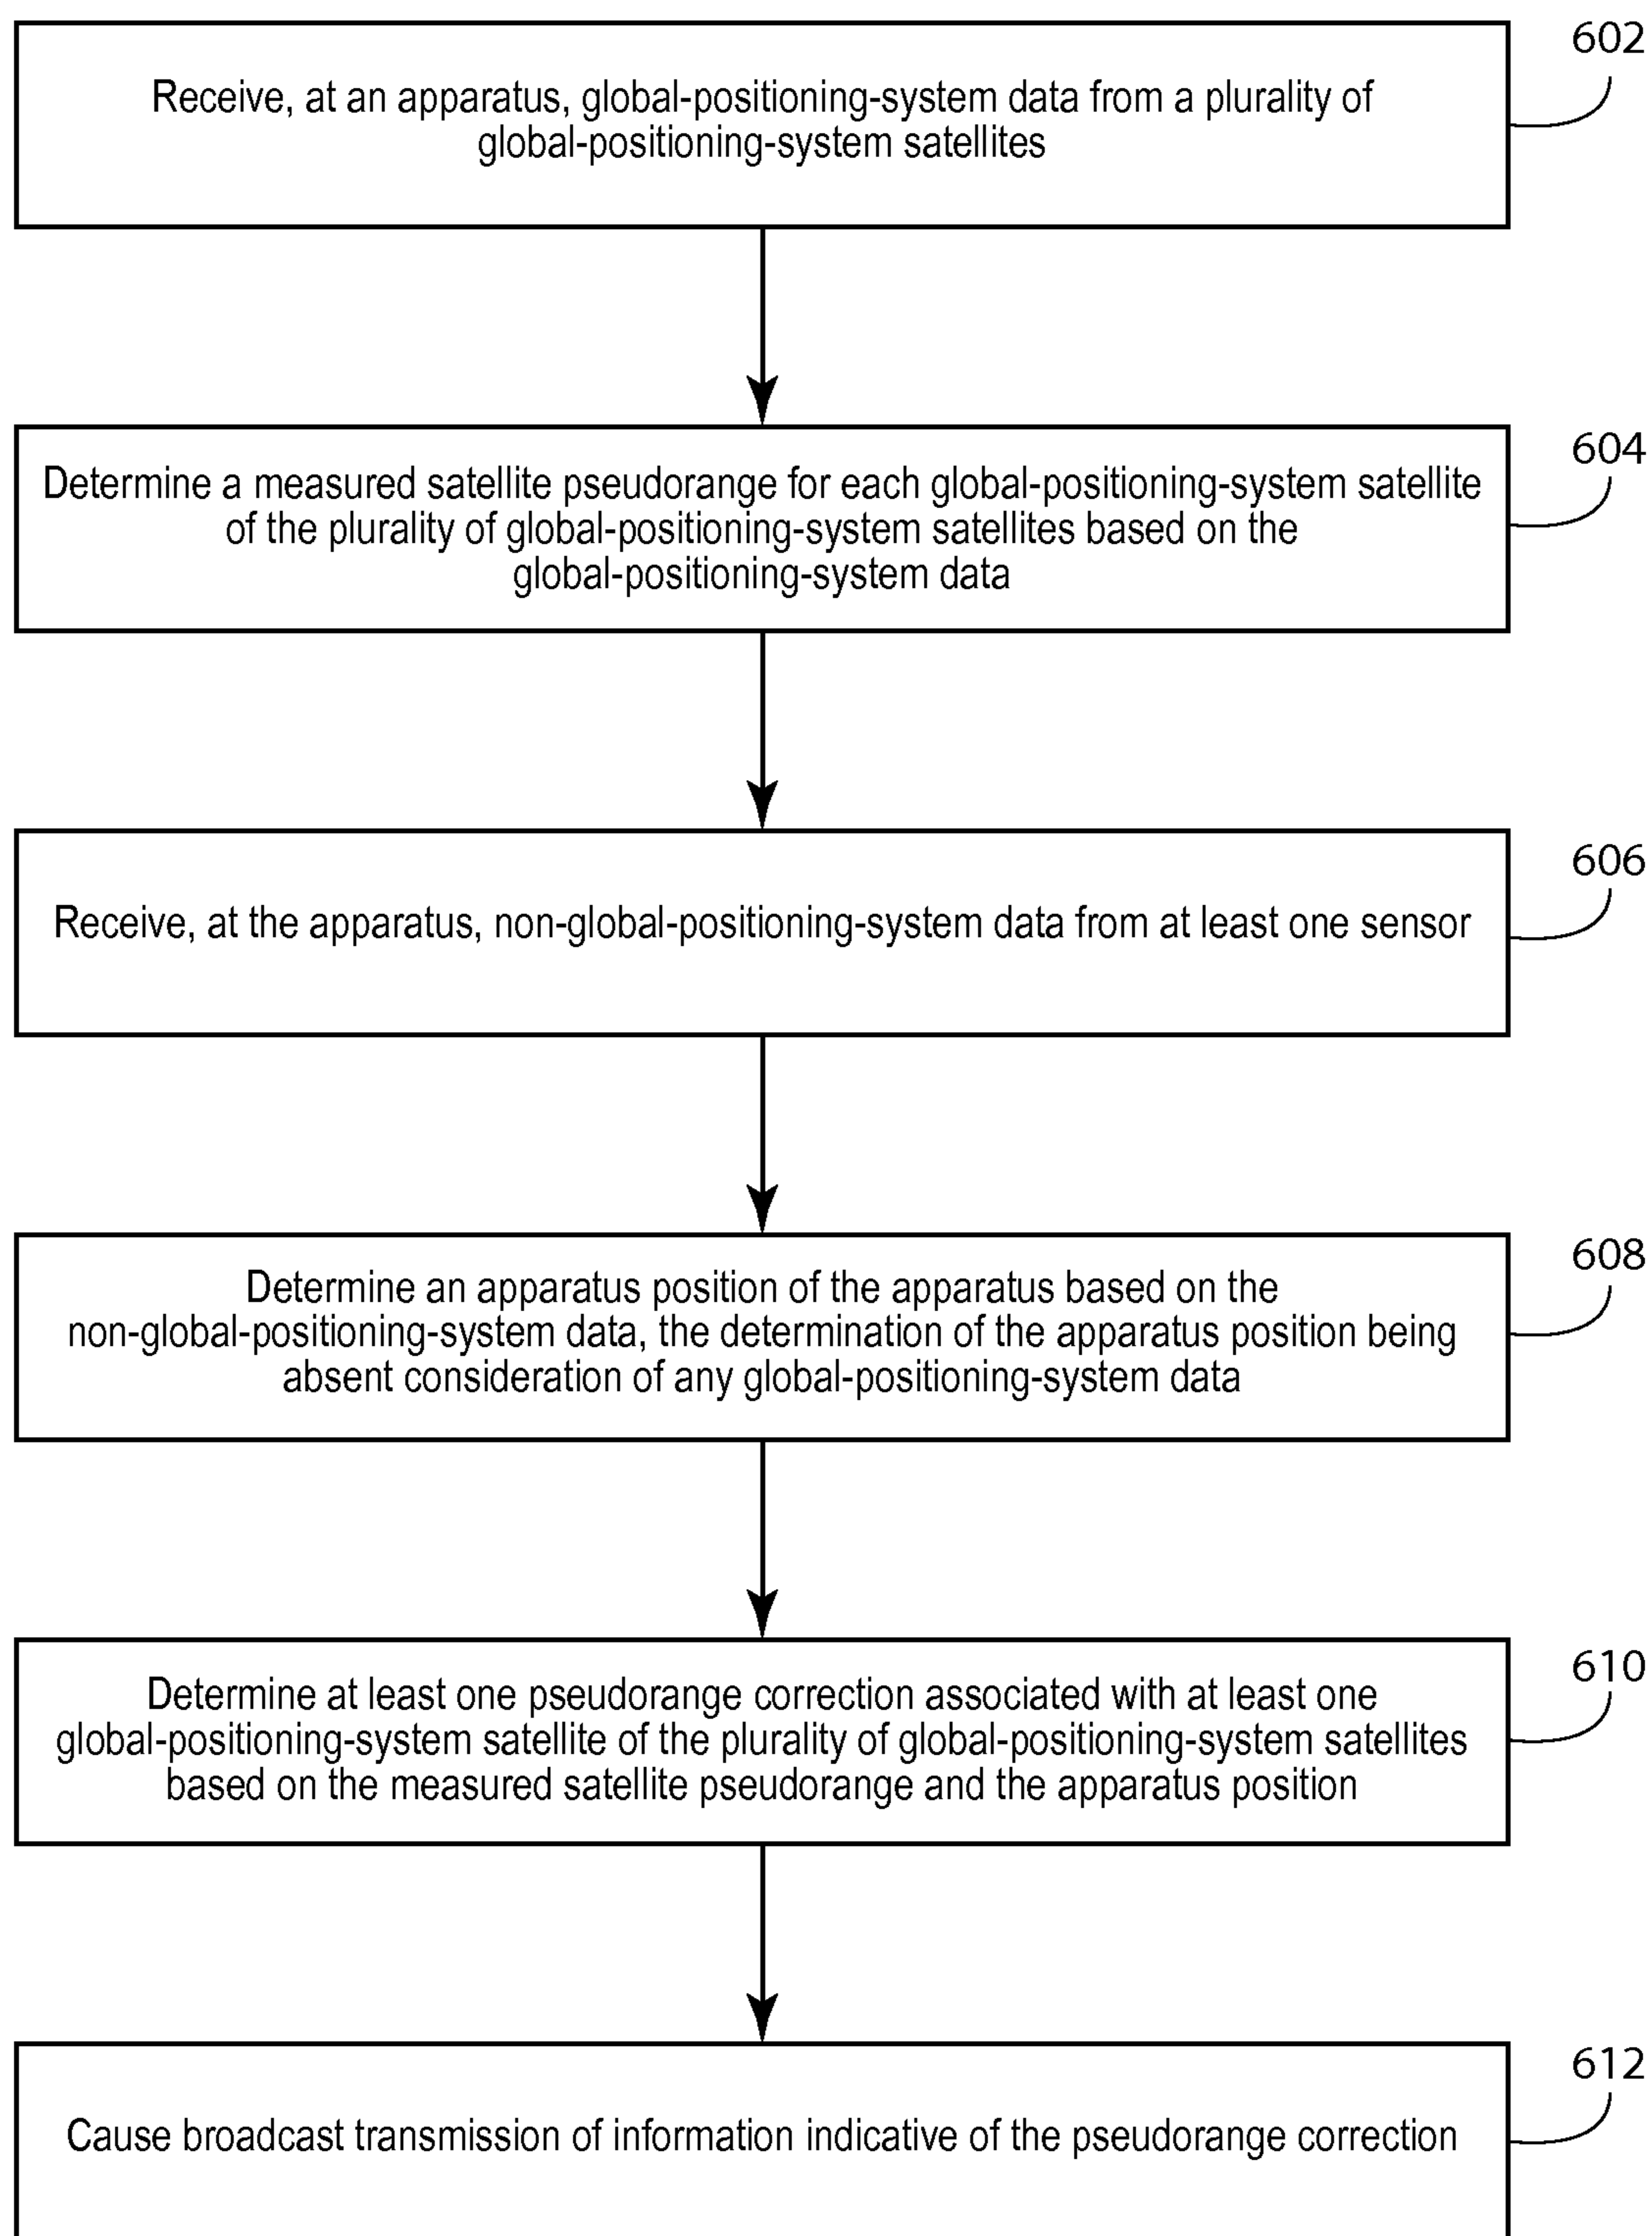 602
Receive, at an apparatus, global-positioning-system data from a plurality of
global-positioning-system satellites
604
Determine a measured satellite pseudorange for each global-positioning-system satellite
of the plurality of global-positioning-system satellites based on the
global-positioning-system data
606
Receive, at the apparatus, non-global-positioning-system data from at least one sensor
608
Determine an apparatus position of the apparatus based on the
non-global-positioning-system data, the determination of the apparatus position being
absent consideration of any global-positioning-system data
610
Determine at least one pseudorange correction associated with at least one
global-positioning-system satellite of the plurality of global-positioning-system satellites
based on the measured satellite pseudorange and the apparatus position
612
Cause broadcast transmission of information indicative of the pseudorange correction